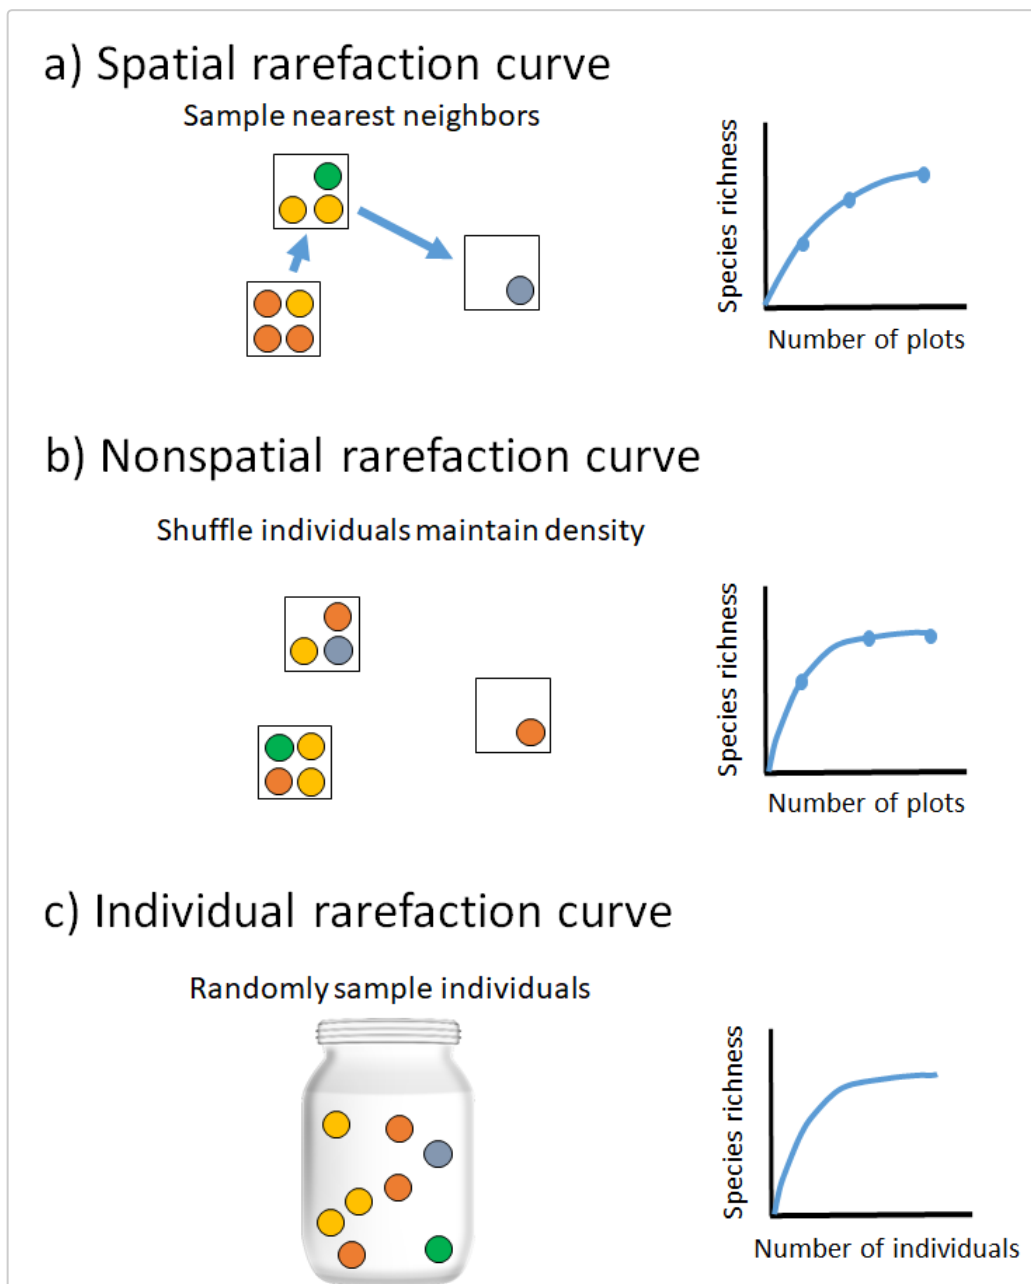 a) Spatial rarefaction curve
Sample nearest neighbors
Species richness
Number of plots
b) Nonspatial rarefaction curve
Shuffle individuals maintain density
Species richness
Number of plots
c) Individual rarefaction curve
Randomly sample individuals
Species richness
Number of individuals